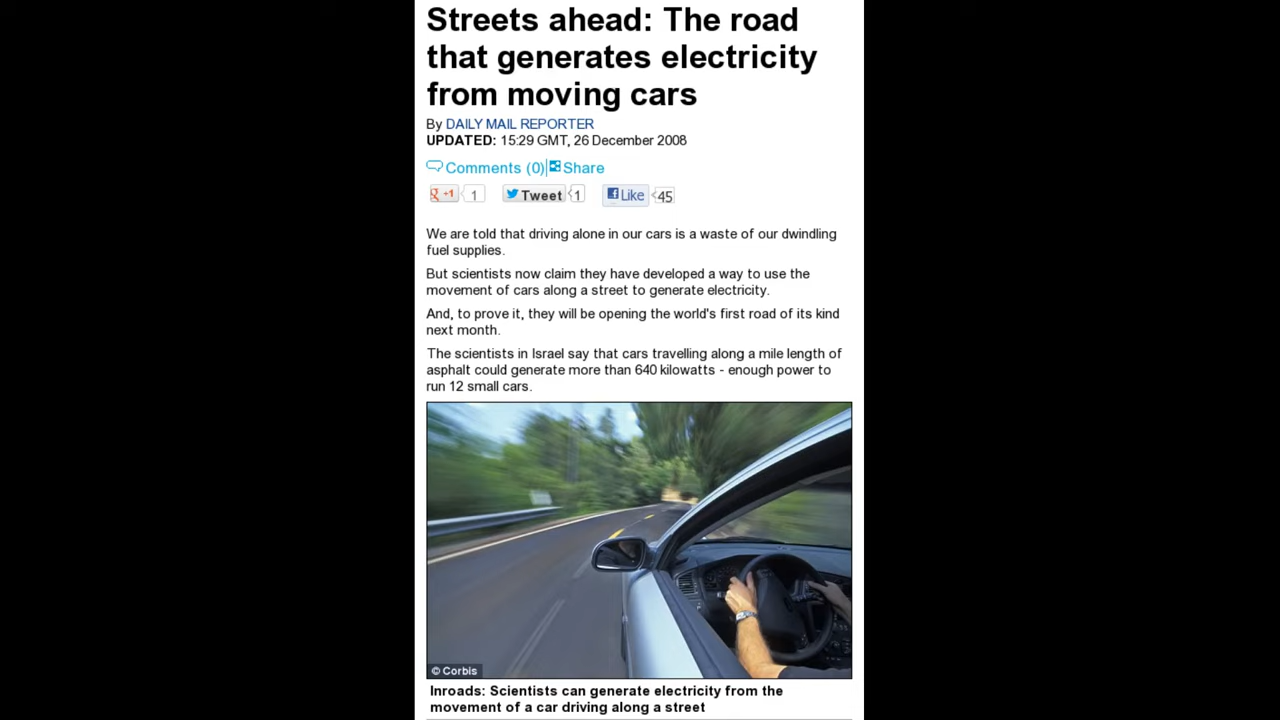 Streets ahead: The road
that generates electricity
from moving cars
By DAILY MAIL REPORTER
UPDATED: 15:29 GMT, 26 December 2008
Comments (0) Share
+1 1 Tweet 1 Like 45
We are told that driving alone in our cars is a waste of our dwindling
fuel supplies.
But scientists now claim they have developed a way to use the
movement of cars along a street to generate electricity.
And, to prove it, they will be opening the world's first road of its kind
next month.
The scientists in Israel say that cars travelling along a mile length of
asphalt could generate more than 640 kilowatts - enough power to
run 12 small cars.
© Corbis
Inroads: Scientists can generate electricity from the
movement of a car driving along a street